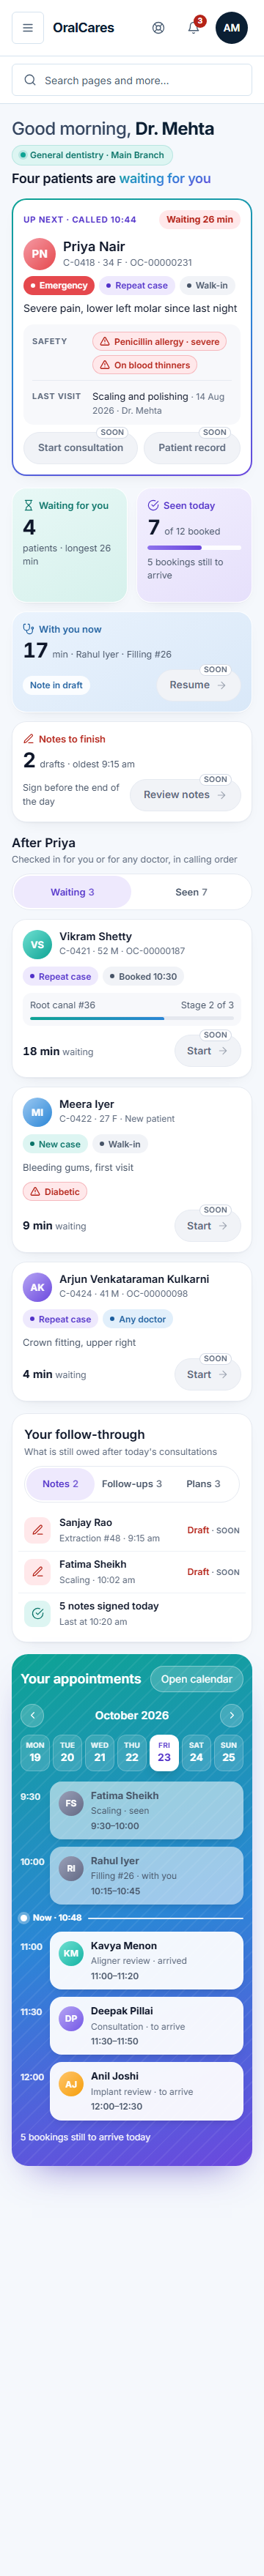 OralCares
3
AM
Search pages and more...
Good morning, Dr. Mehta
General dentistry · Main Branch
Four patients are waiting for you
UP NEXT · CALLED 10:44
Waiting 26 min
PN
Priya Nair
C-0418 · 34 F · OC-00000231
Emergency
Repeat case
Walk-in
Severe pain, lower left molar since last night
SAFETY
Penicillin allergy · severe
On blood thinners
LAST VISIT
Scaling and polishing · 14 Aug
2026 · Dr. Mehta
SOON
Start consultation
SOON
Patient record
Waiting for you
4
patients · longest 26
min
Seen today
7 of 12 booked
5 bookings still to
arrive
With you now
17 min · Rahul Iyer · Filling #26
Note in draft
SOON
Resume
Notes to finish
2 drafts · oldest 9:15 am
Sign before the end of
the day
SOON
Review notes
After Priya
Checked in for you or for any doctor, in calling order
Waiting 3
Seen 7
VS
Vikram Shetty
C-0421 · 52 M · OC-00000187
Repeat case
Booked 10:30
Root canal #36
Stage 2 of 3
18 min waiting
SOON
Start
MI
Meera Iyer
C-0422 · 27 F · New patient
New case
Walk-in
Bleeding gums, first visit
Diabetic
9 min waiting
SOON
Start
AK
Arjun Venkataraman Kulkarni
C-0424 · 41 M · OC-00000098
Repeat case
Any doctor
Crown fitting, upper right
4 min waiting
SOON
Start
Your follow-through
What is still owed after today's consultations
Notes 2
Follow-ups 3
Plans 3
Sanjay Rao
Extraction #48 · 9:15 am
Draft · SOON
Fatima Sheikh
Scaling · 10:02 am
Draft · SOON
5 notes signed today
Last at 10:20 am
Your appointments
Open calendar
October 2026
MON
19
TUE
20
WED
21
THU
22
FRI
23
SAT
24
SUN
25
9:30
FS
Fatima Sheikh
Scaling · seen
9:30–10:00
10:00
RI
Rahul Iyer
Filling #26 · with you
10:15–10:45
Now · 10:48
11:00
KM
Kavya Menon
Aligner review · arrived
11:00–11:20
11:30
DP
Deepak Pillai
Consultation · to arrive
11:30–11:50
12:00
AJ
Anil Joshi
Implant review · to arrive
12:00–12:30
5 bookings still to arrive today